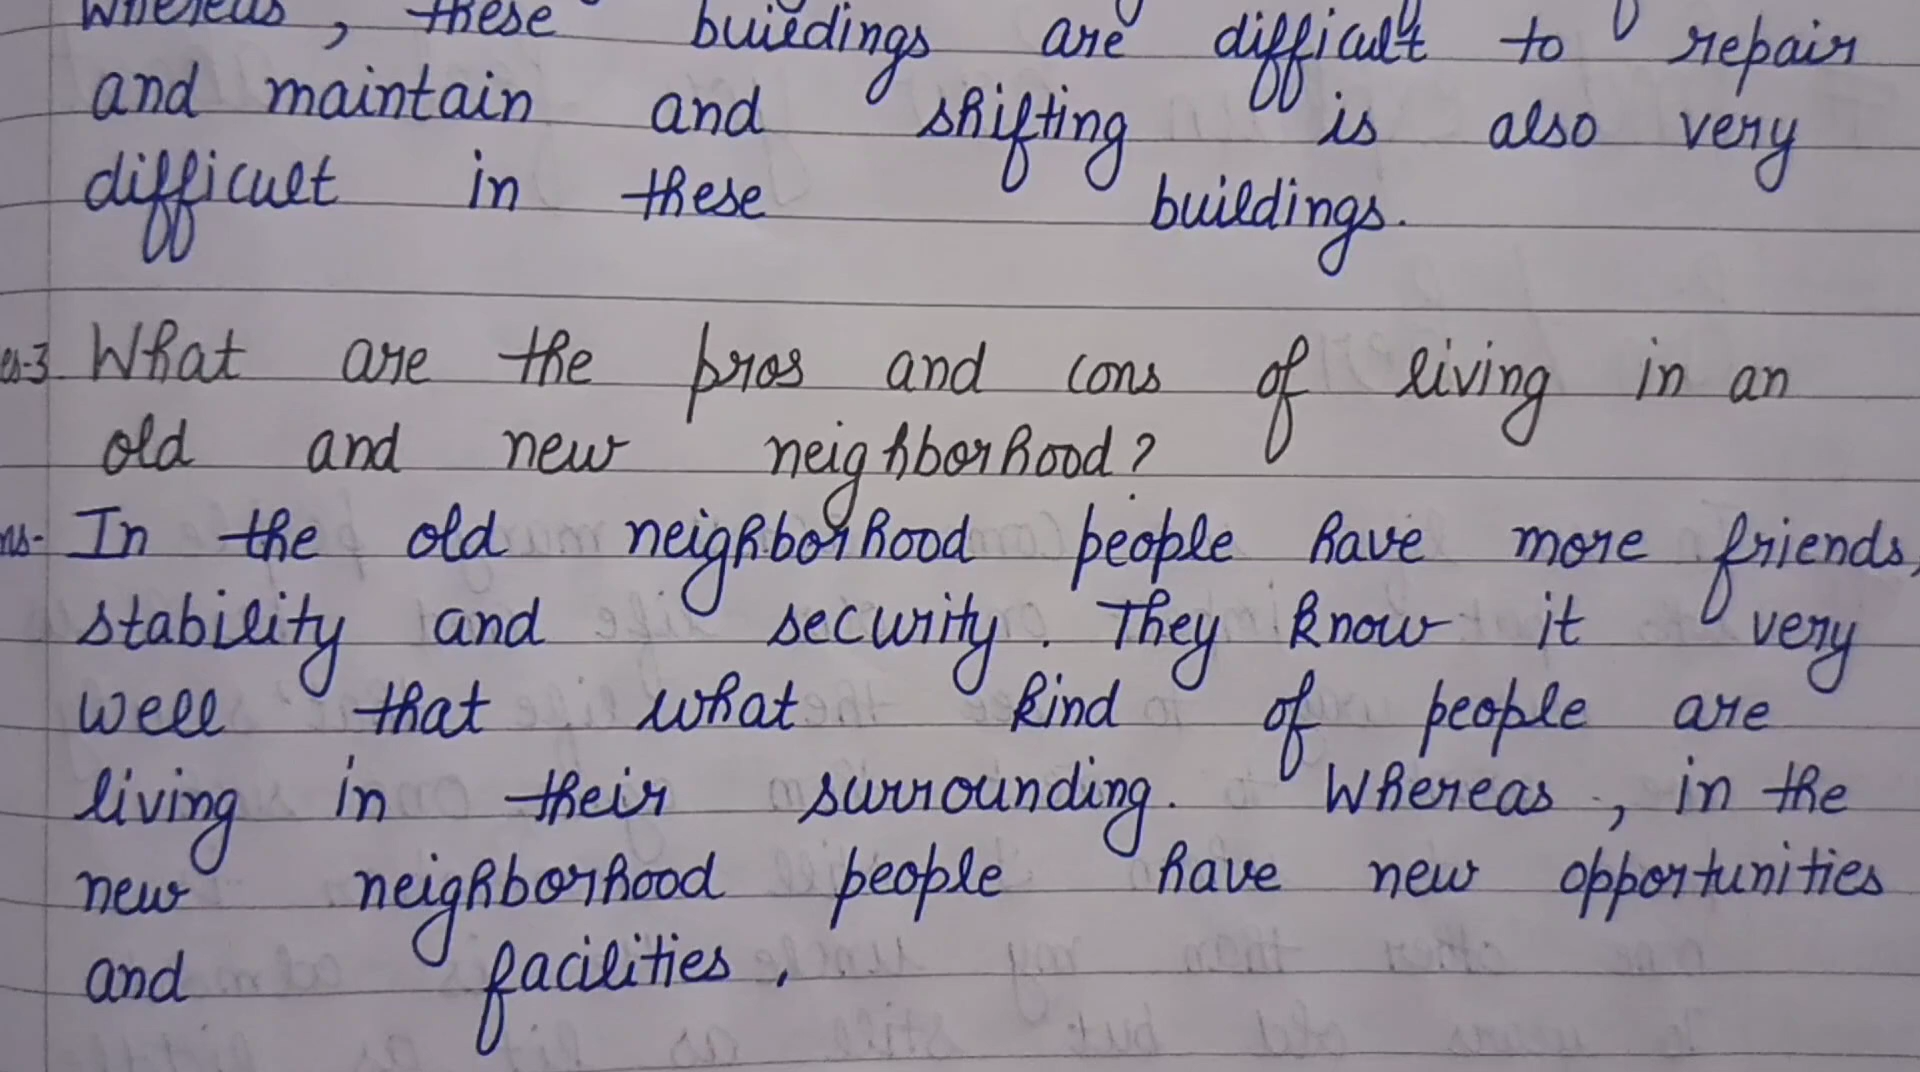 Whereas, these buildings are difficult to repair
and maintain and shifting is also very
difficult in these buildings.
es-3 What are the pros and cons of living in an
old and new neighborhood?
ns- In the old neighborhood people have more friends,
stability and security. They know it very
well that what kind of people are
living in their surrounding. Whereas, in the
new neighborhood people have new opportunities
and facilities.